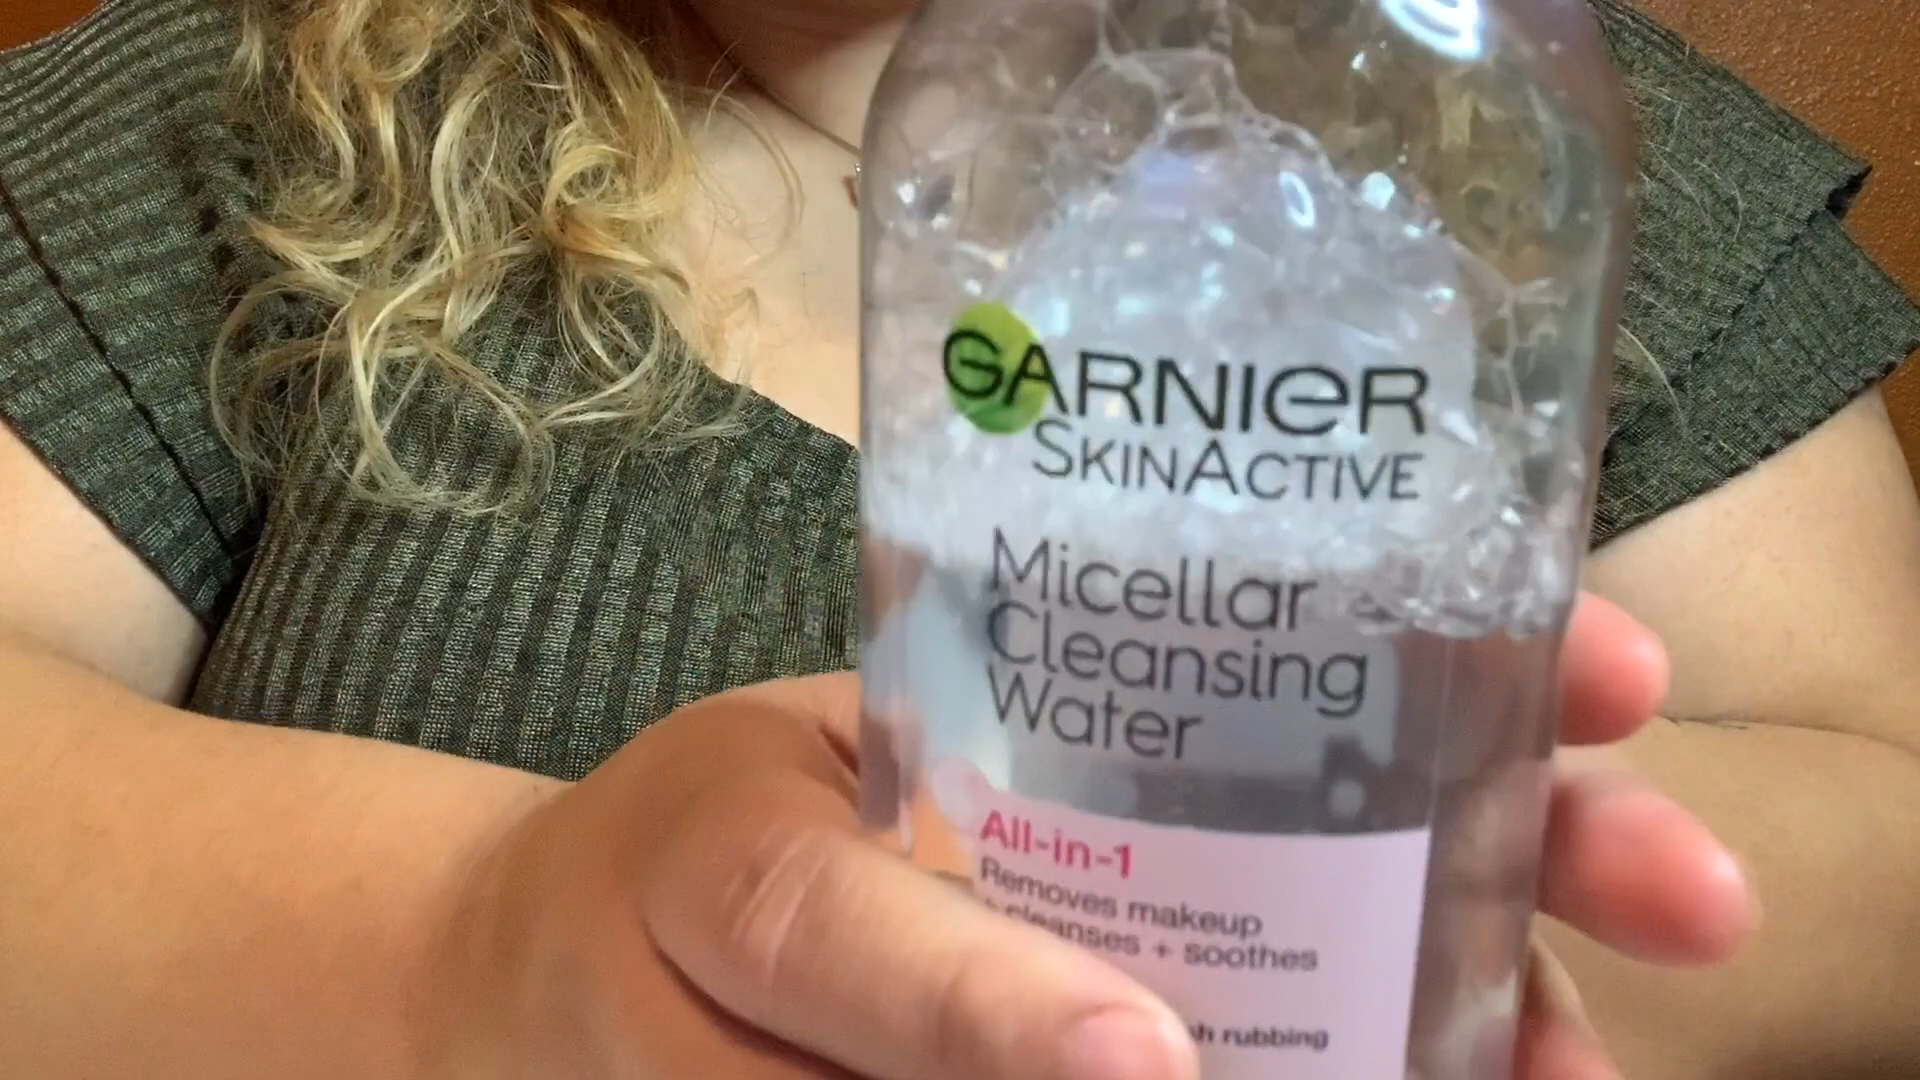 GARNIER
SKINACTIVE
Micellar
Cleansing
Water
All-in-1
Removes makeup
+ cleanses + soothes
rubbing